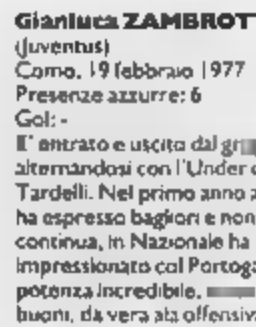 Gianluca ZAMBROTT
(Juventus)
Como, 19 febbraio 1977
Presenze azzurre: 6
Gol: -
E' entrato e uscito dal
alternandosi con l'Under
Tardelli. Nel primo anno a
ha espresso bagliori e non
continua, in Nazionale ha
impressionato col Portoga
potenza incredibile.
buoni, da vera ala offensiv